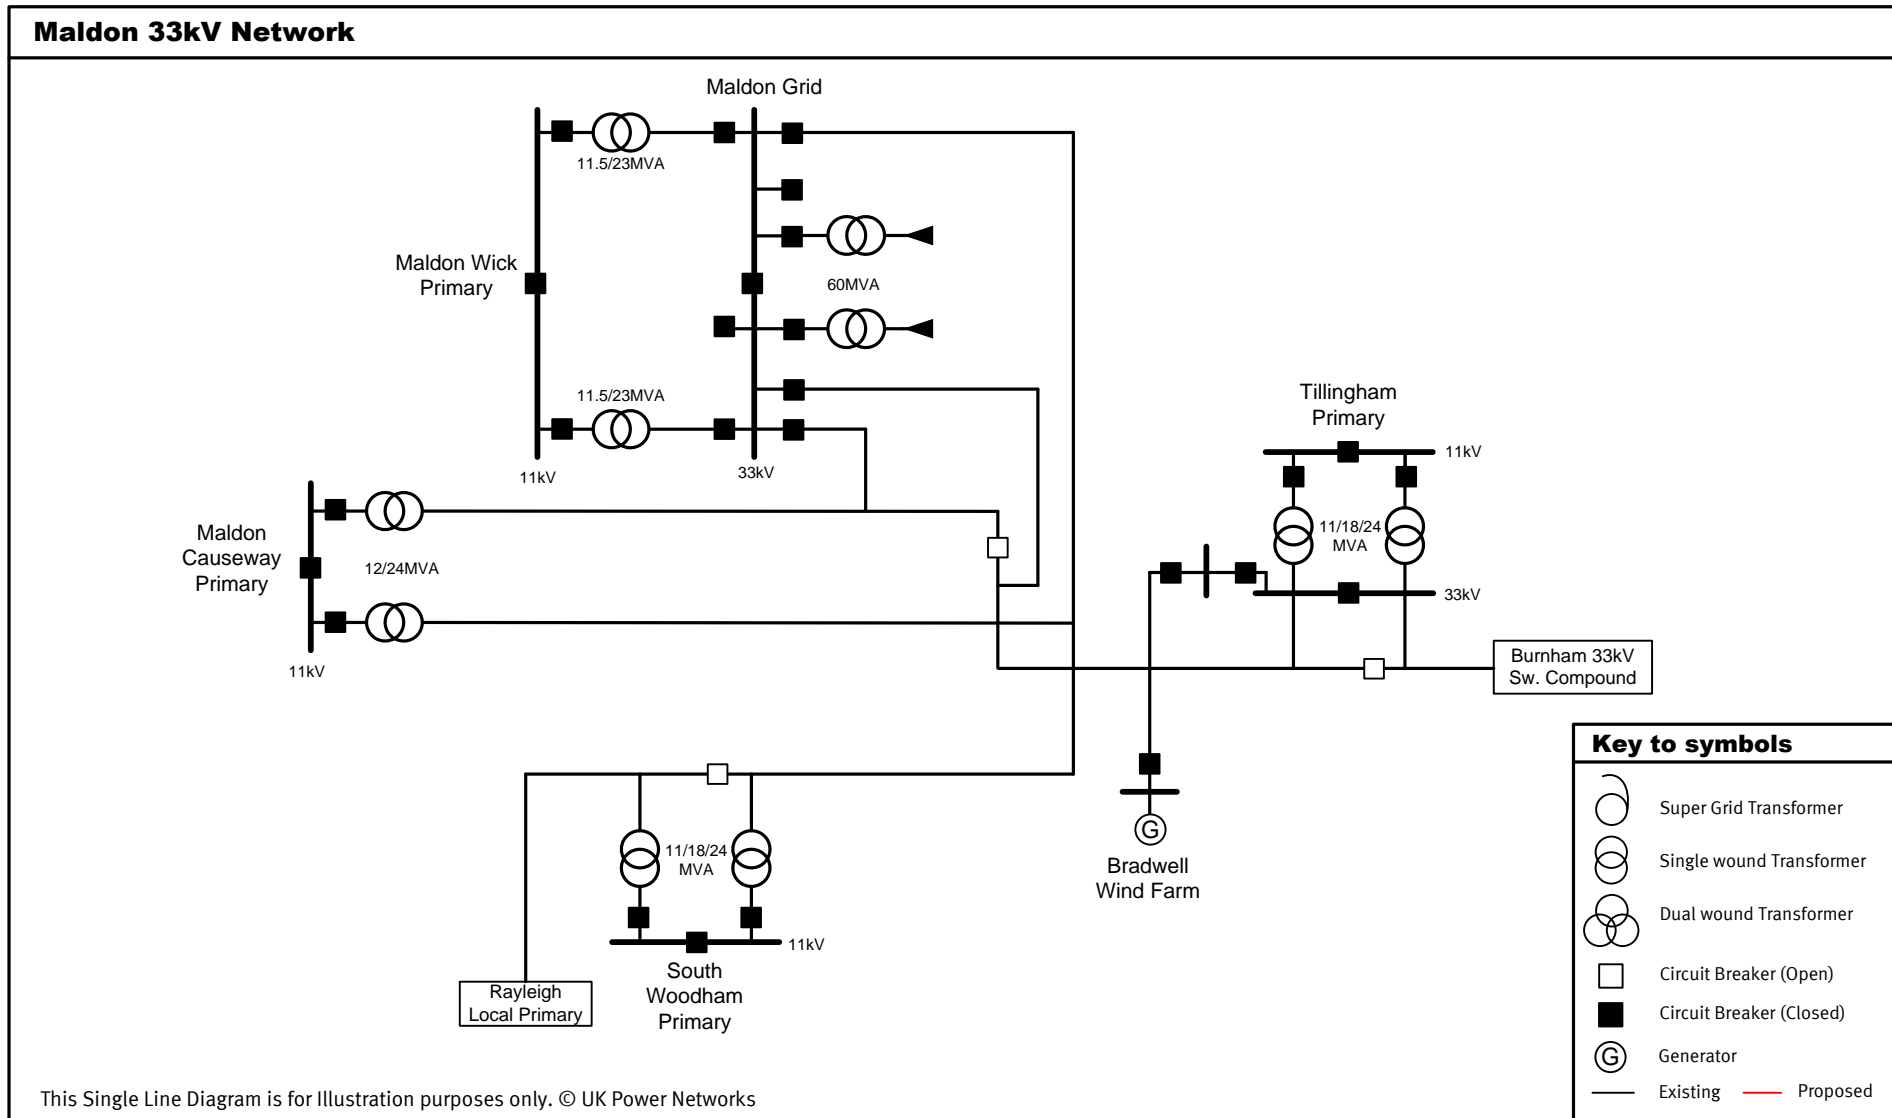 Maldon 33kV Network
Maldon Grid
11.5/23MVA
Maldon Wick
Primary
60MVA
11.5/23MVA
11kV
33kV
Tillingham
Primary
11kV
11/18/24
MVA
33kV
Maldon
Causeway
Primary
12/24MVA
11kV
Burnham 33kV
Sw. Compound
11/18/24
MVA
11kV
South
Woodham
Primary
Rayleigh
Local Primary
G
Bradwell
Wind Farm
Key to symbols
Super Grid Transformer
Single wound Transformer
Dual wound Transformer
Circuit Breaker (Open)
Circuit Breaker (Closed)
G Generator
Existing Proposed
This Single Line Diagram is for Illustration purposes only. © UK Power Networks